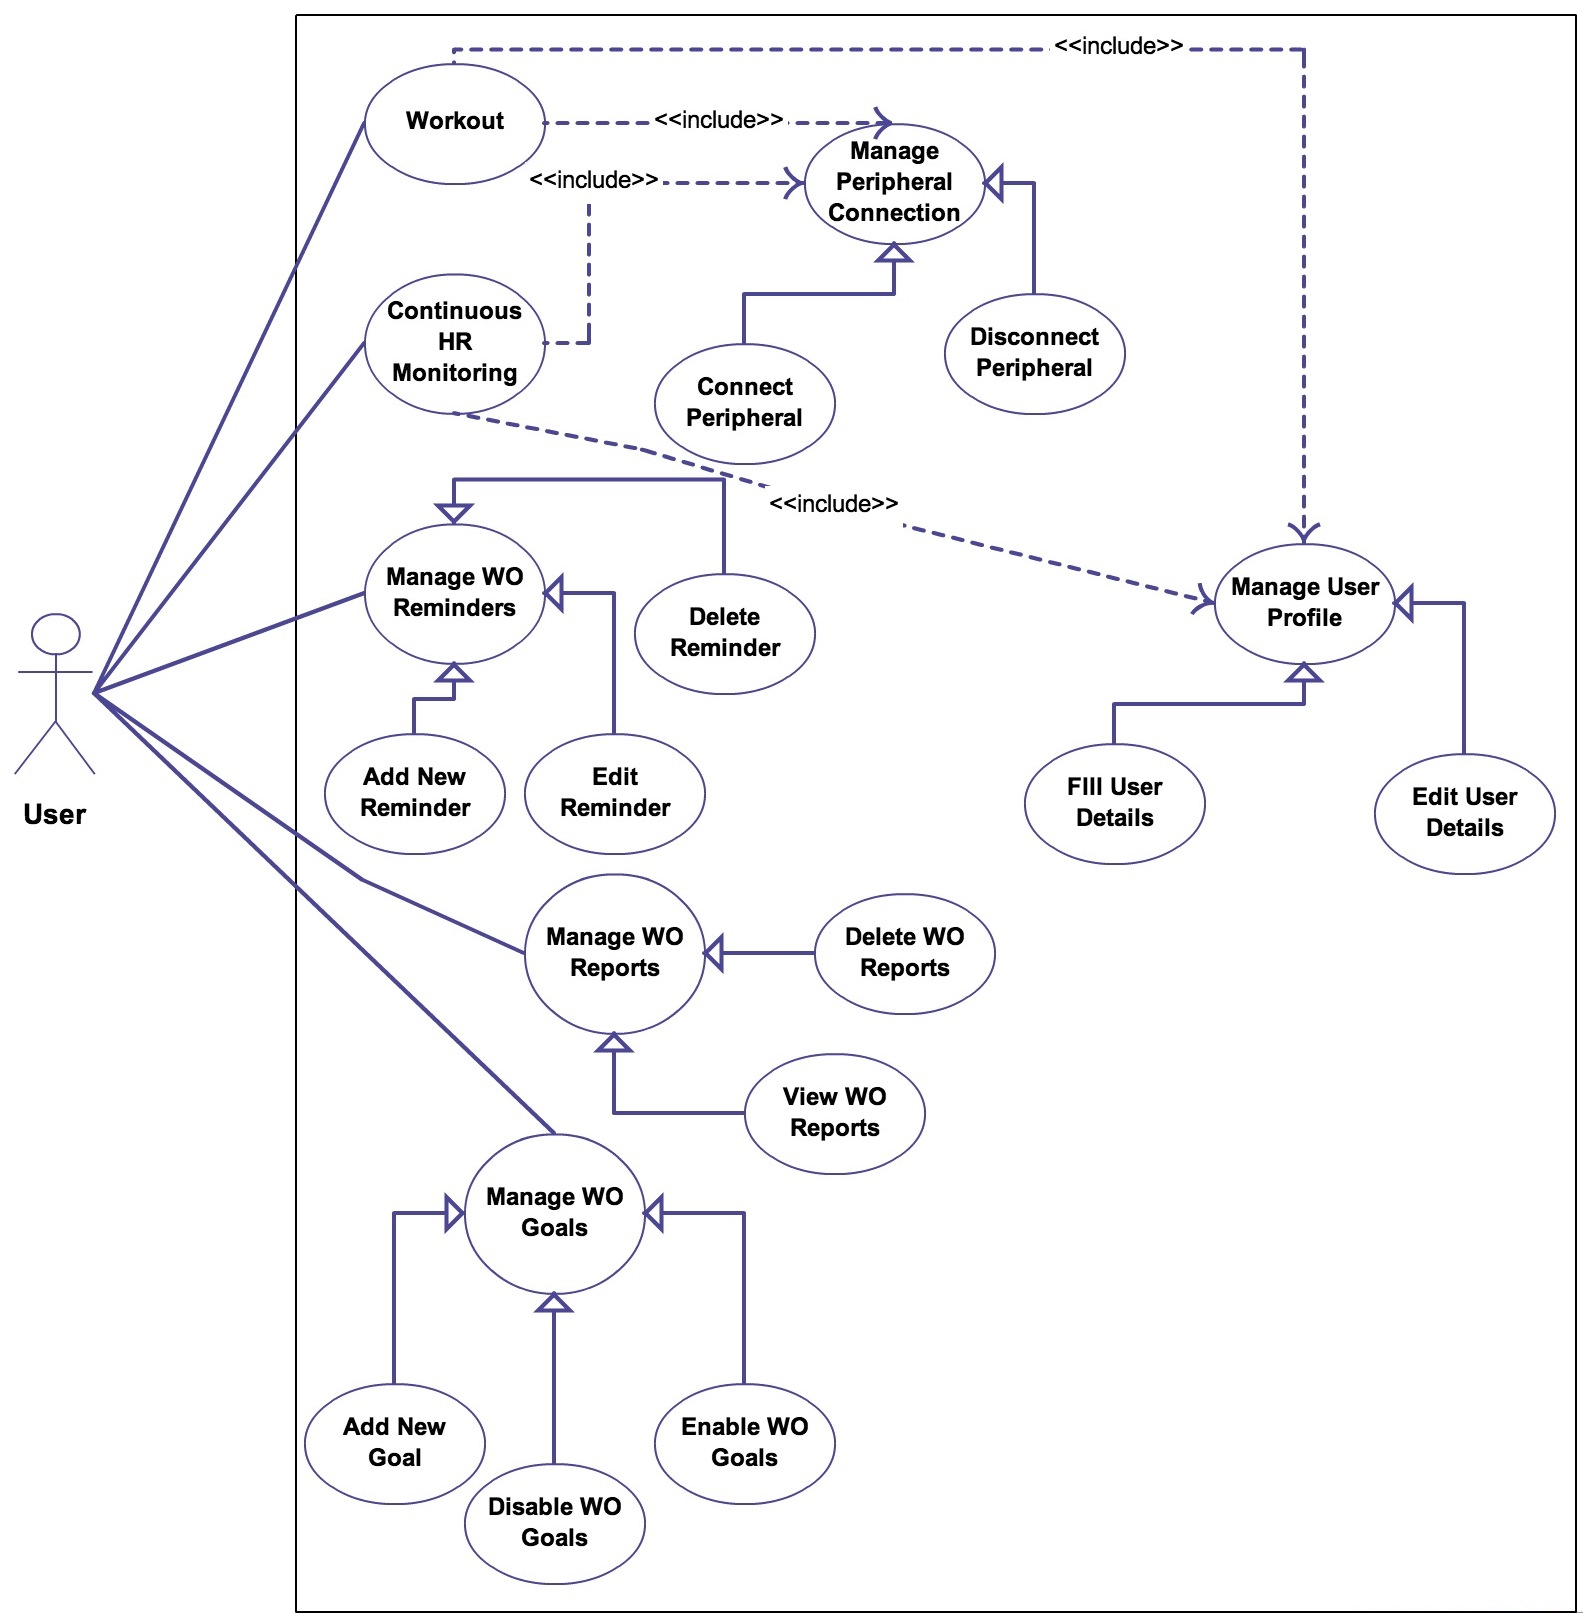 <<include>>
Workout
<<include>>
Manage
Peripheral
Connection
<<include>>
Continuous
HR
Monitoring
Disconnect
Peripheral
Connect
Peripheral
<<include>>
Manage WO
Reminders
Delete
Reminder
Manage User
Profile
User
Add New
Reminder
Edit
Reminder
FIll User
Details
Edit User
Details
Manage WO
Reports
Delete WO
Reports
View WO
Reports
Manage WO
Goals
Add New
Goal
Enable WO
Goals
Disable WO
Goals